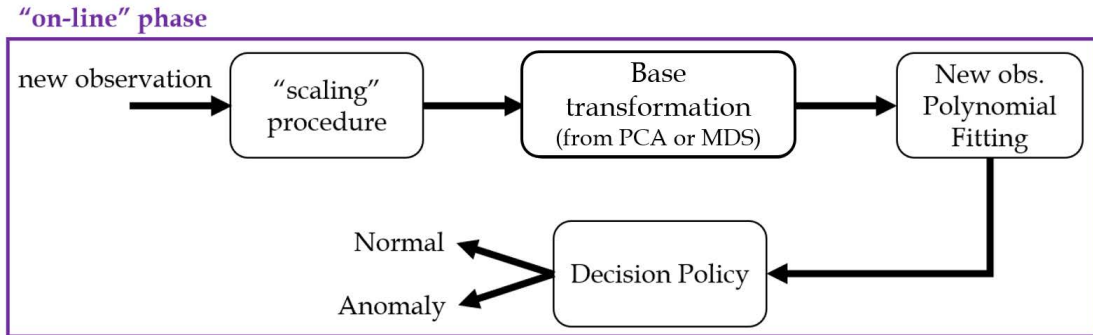 “on-line” phase
new observation
“scaling”
procedure
Base
transformation
(from PCA or MDS)
New obs.
Polynomial
Fitting
Normal
Anomaly
Decision Policy